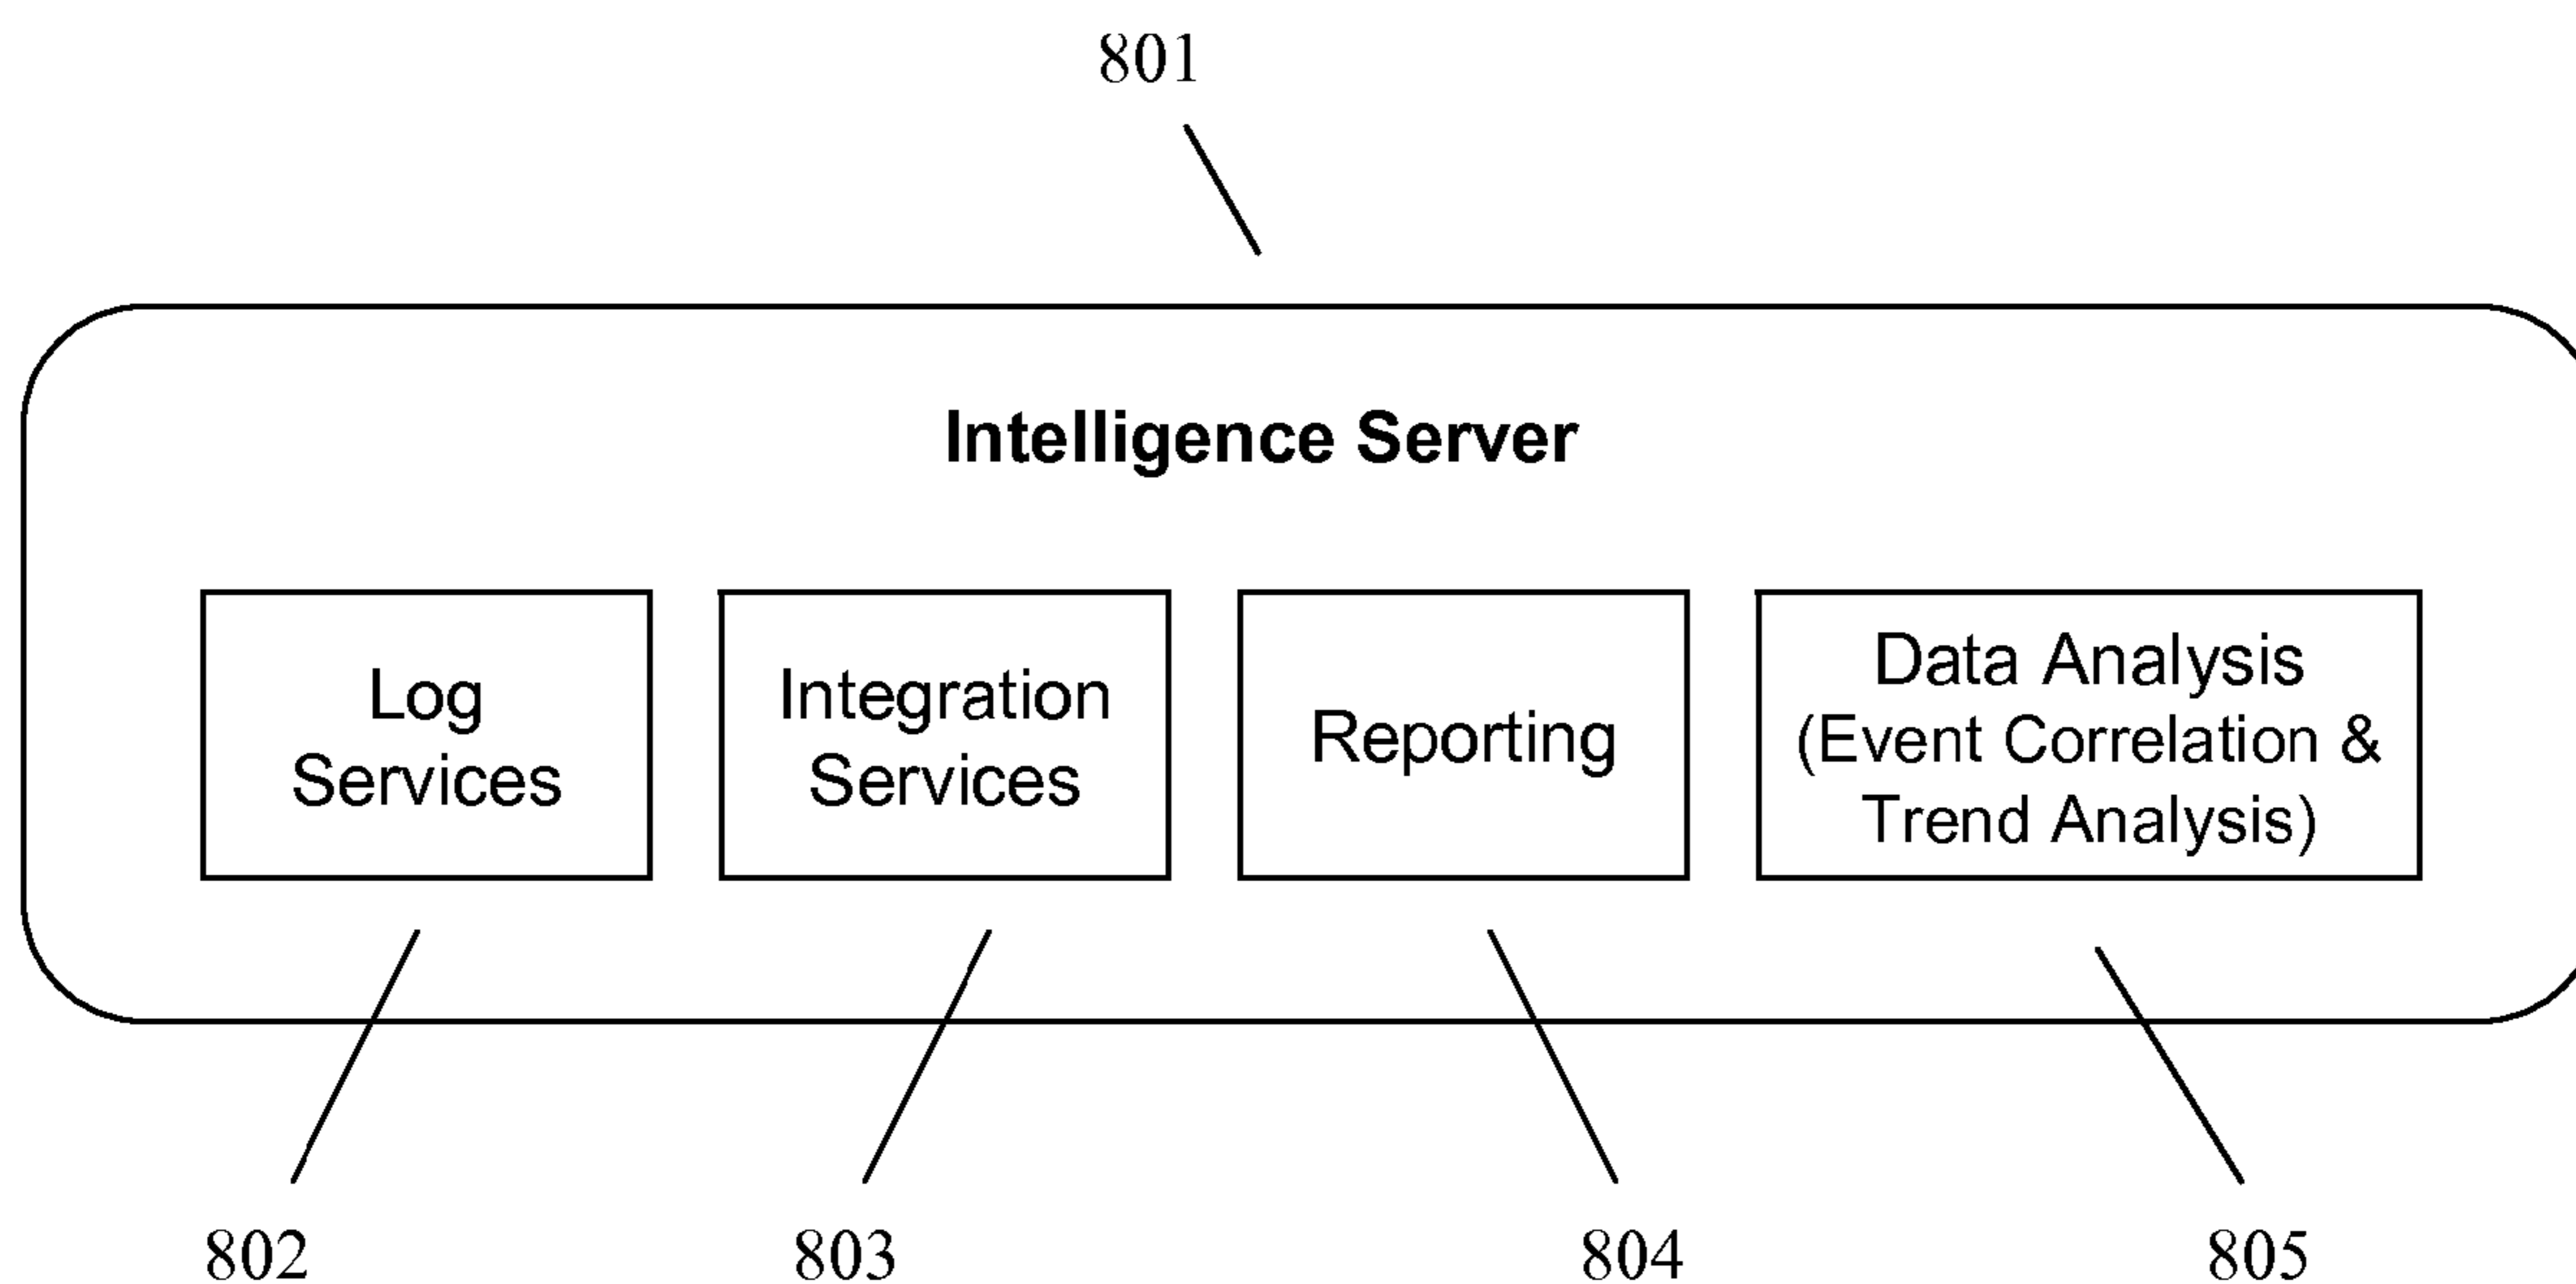 801
Intelligence Server
Log
Services
Integration
Services
Reporting
Data Analysis
(Event Correlation &
Trend Analysis)
802
803
804
805